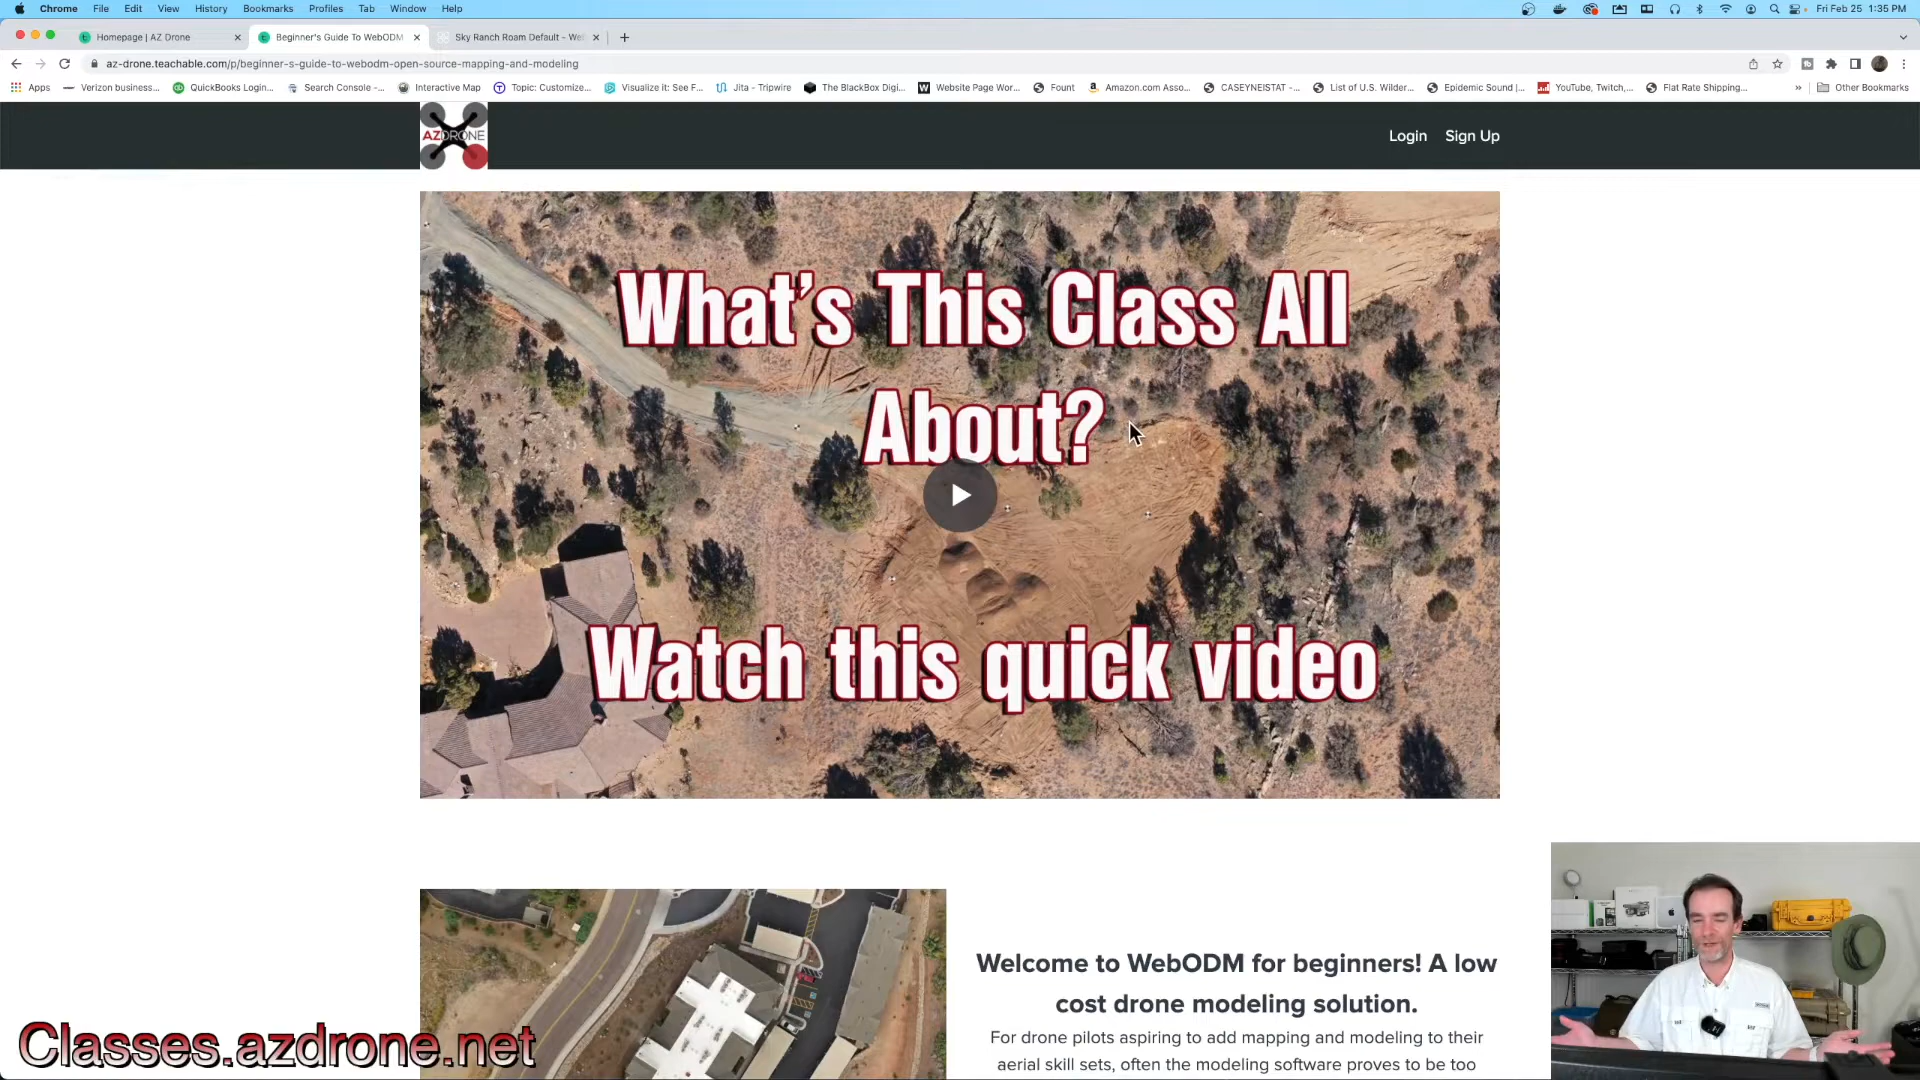 Chrome File Edit View History Bookmarks Profiles Tab Window Help Fri Feb 25 1:35 PM
Homepage | AZ Drone Beginner's Guide To WebODM Sky Ranch Roam Default - We
az-drone.teachable.com/p/beginner-s-guide-to-webodm-open-source-mapping-and-modeling
Apps Verizon business... QuickBooks Login... Search Console -... Interactive Map Topic: Customize... Visualize it: See F... Jita - Tripwire The BlackBox Digi... Website Page Wor... Fount Amazon.com Asso... CASEYNEISTAT -... List of U.S. Wilder... Epidemic Sound |... YouTube, Twitch,... Flat Rate Shipping... » Other Bookmarks
AZDRONE Login Sign Up
What's This Class All
About?
Watch this quick video
Welcome to WebODM for beginners! A low
cost drone modeling solution.
For drone pilots aspiring to add mapping and modeling to their
aerial skill sets, often the modeling software proves to be too
Classes.azdrone.net